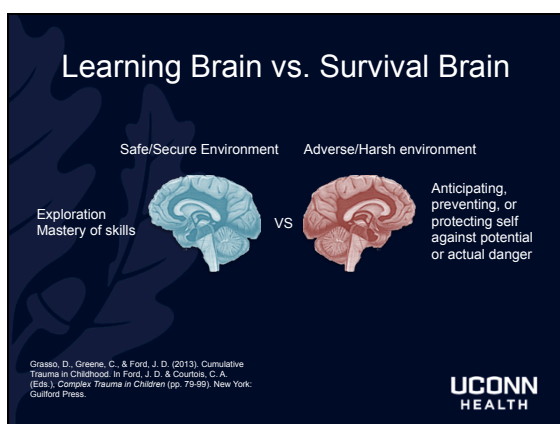 Learning Brain vs. Survival Brain
Safe/Secure Environment
Adverse/Harsh environment
Exploration
Mastery of skills
VS
Anticipating,
preventing, or
protecting self
against potential
or actual danger
Grasso, D., Greene, C., & Ford, J. D. (2013). Cumulative
Trauma in Childhood. In Ford, J. D. & Courtois, C. A.
(Eds.), Complex Trauma in Children (pp. 79-99). New York:
Guilford Press.
UCONN
HEALTH